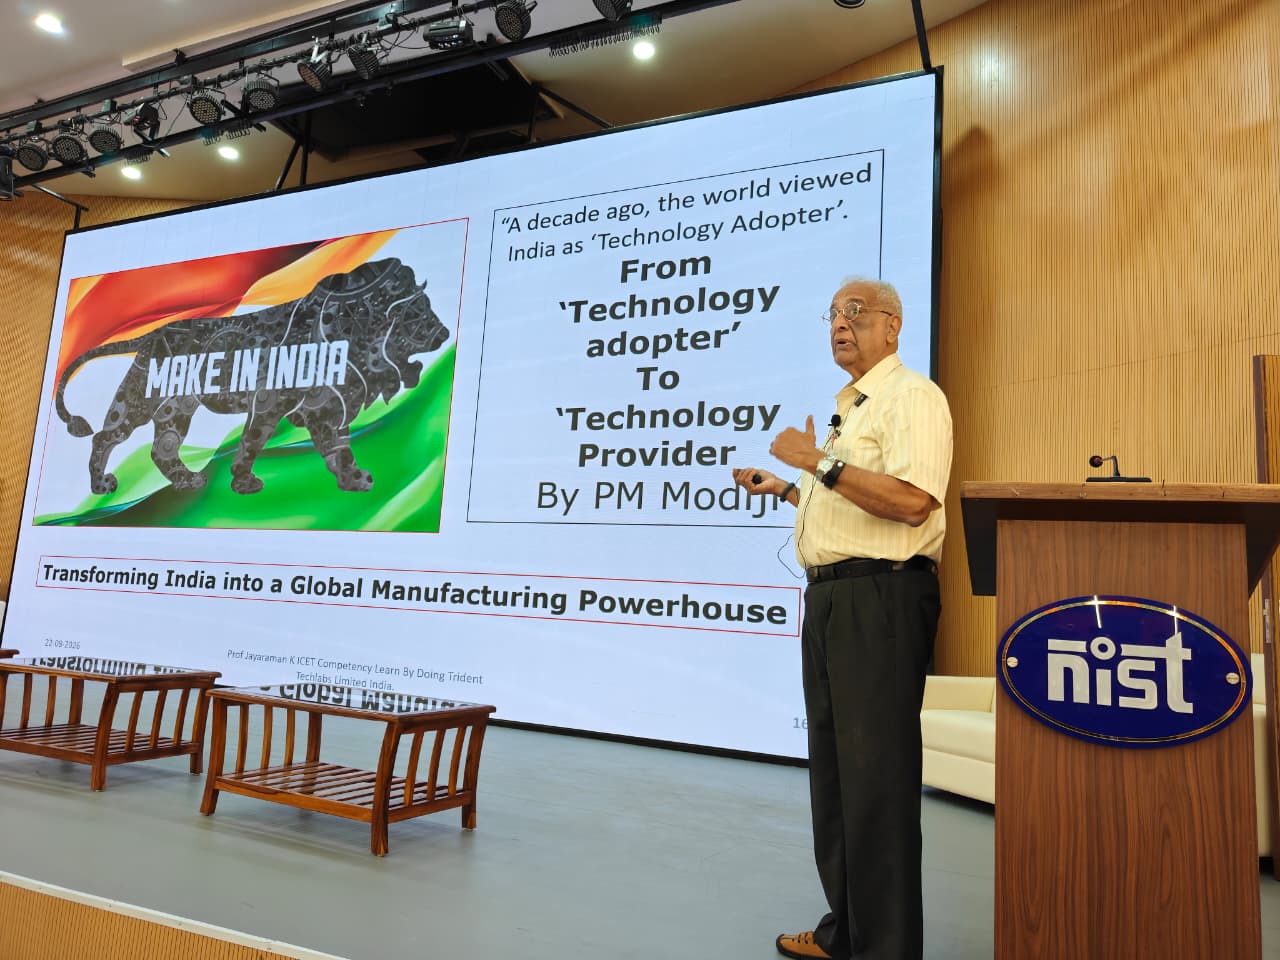 “A decade ago, the world viewed
India as ‘Technology Adopter’.
From
‘Technology
adopter’
To
‘Technology
Provider
By PM Modiji
MAKE IN INDIA
Transforming India into a Global Manufacturing Powerhouse
22-09-2026
Prof Jayaraman K ICET Competency Learn By Doing Trident
Techlabs Limited India.
16
nist